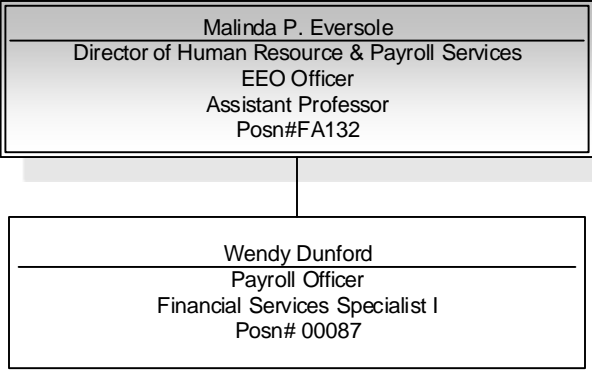 Malinda P. Eversole
Director of Human Resource & Payroll Services
EEO Officer
Assistant Professor
Posn#FA132
Wendy Dunford
Payroll Officer
Financial Services Specialist I
Posn# 00087